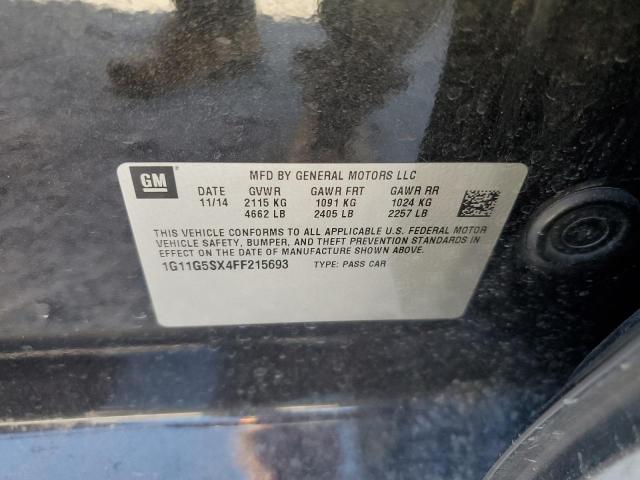 GM
MFD BY GENERAL MOTORS LLC
DATE GVWR GAWR FRT GAWR RR
11/14 2115 KG 1091 KG 1024 KG
4662 LB 2405 LB 2257 LB
THIS VEHICLE CONFORMS TO ALL APPLICABLE U.S. FEDERAL MOTOR
VEHICLE SAFETY, BUMPER, AND THEFT PREVENTION STANDARDS IN
EFFECT ON THE DATE OF MANUFACTURE SHOWN ABOVE.
1G11G5SX4FF215693 TYPE: PASS CAR